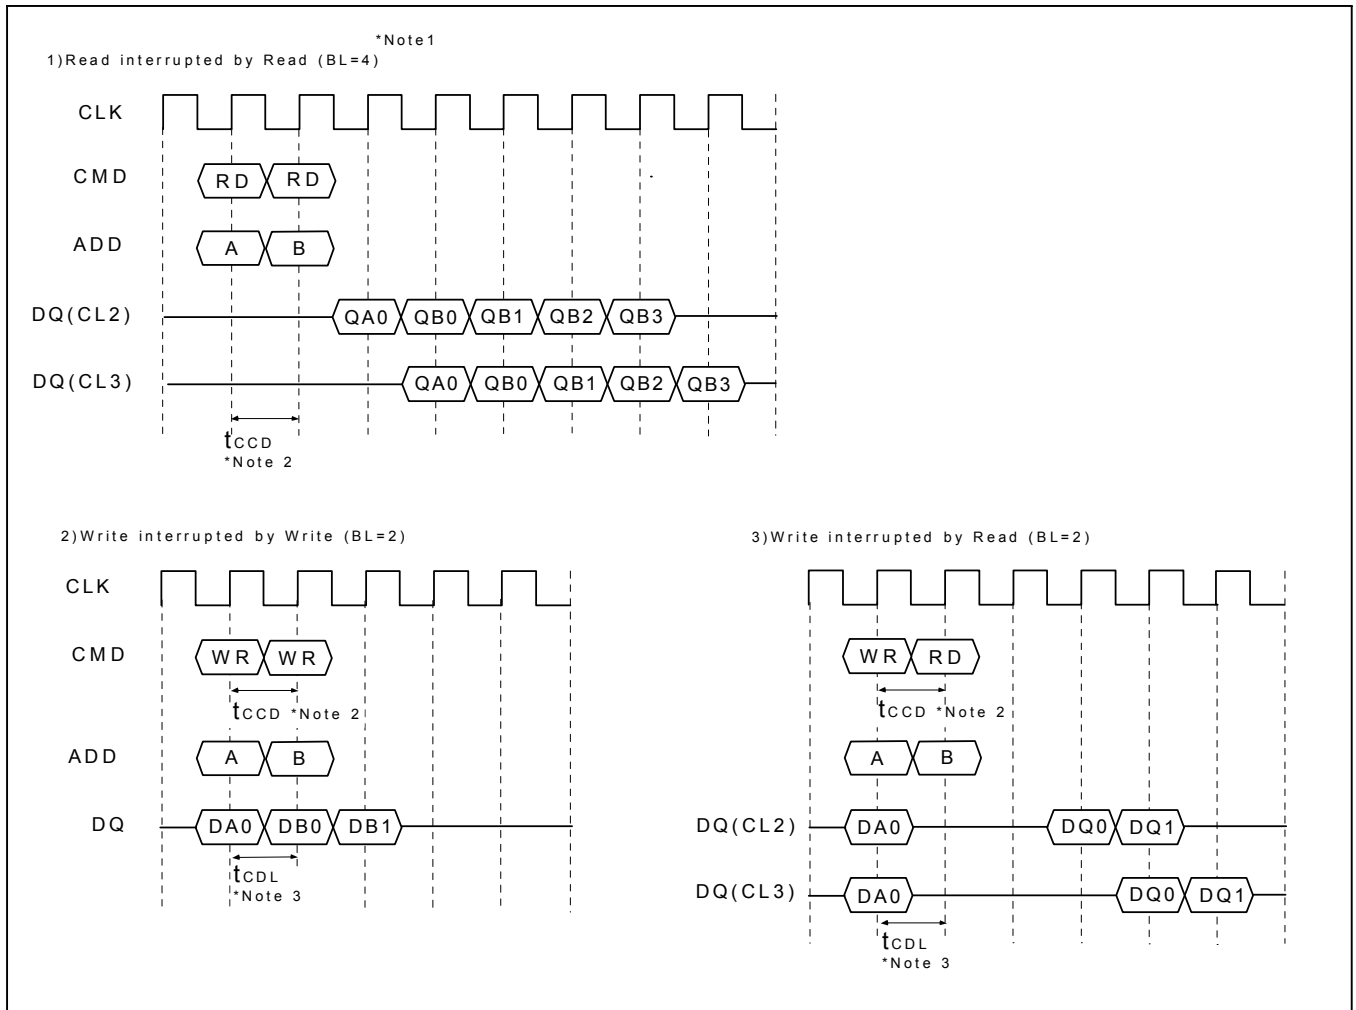 *Note1
1)Read interrupted by Read (BL=4)
CLK
CMD RD RD
ADD A B
DQ(CL2) QA0 QB0 QB1 QB2 QB3
DQ(CL3) QA0 QB0 QB1 QB2 QB3
tCCD
*Note 2
2)Write interrupted by Write (BL=2)
CLK
CMD WR WR
tCCD *Note 2
ADD A B
DQ DA0 DB0 DB1
tCDL
*Note 3
3)Write interrupted by Read (BL=2)
WR RD
tCCD *Note 2
A B
DQ(CL2) DA0 DQ0 DQ1
DQ(CL3) DA0 DQ0 DQ1
tCDL
*Note 3